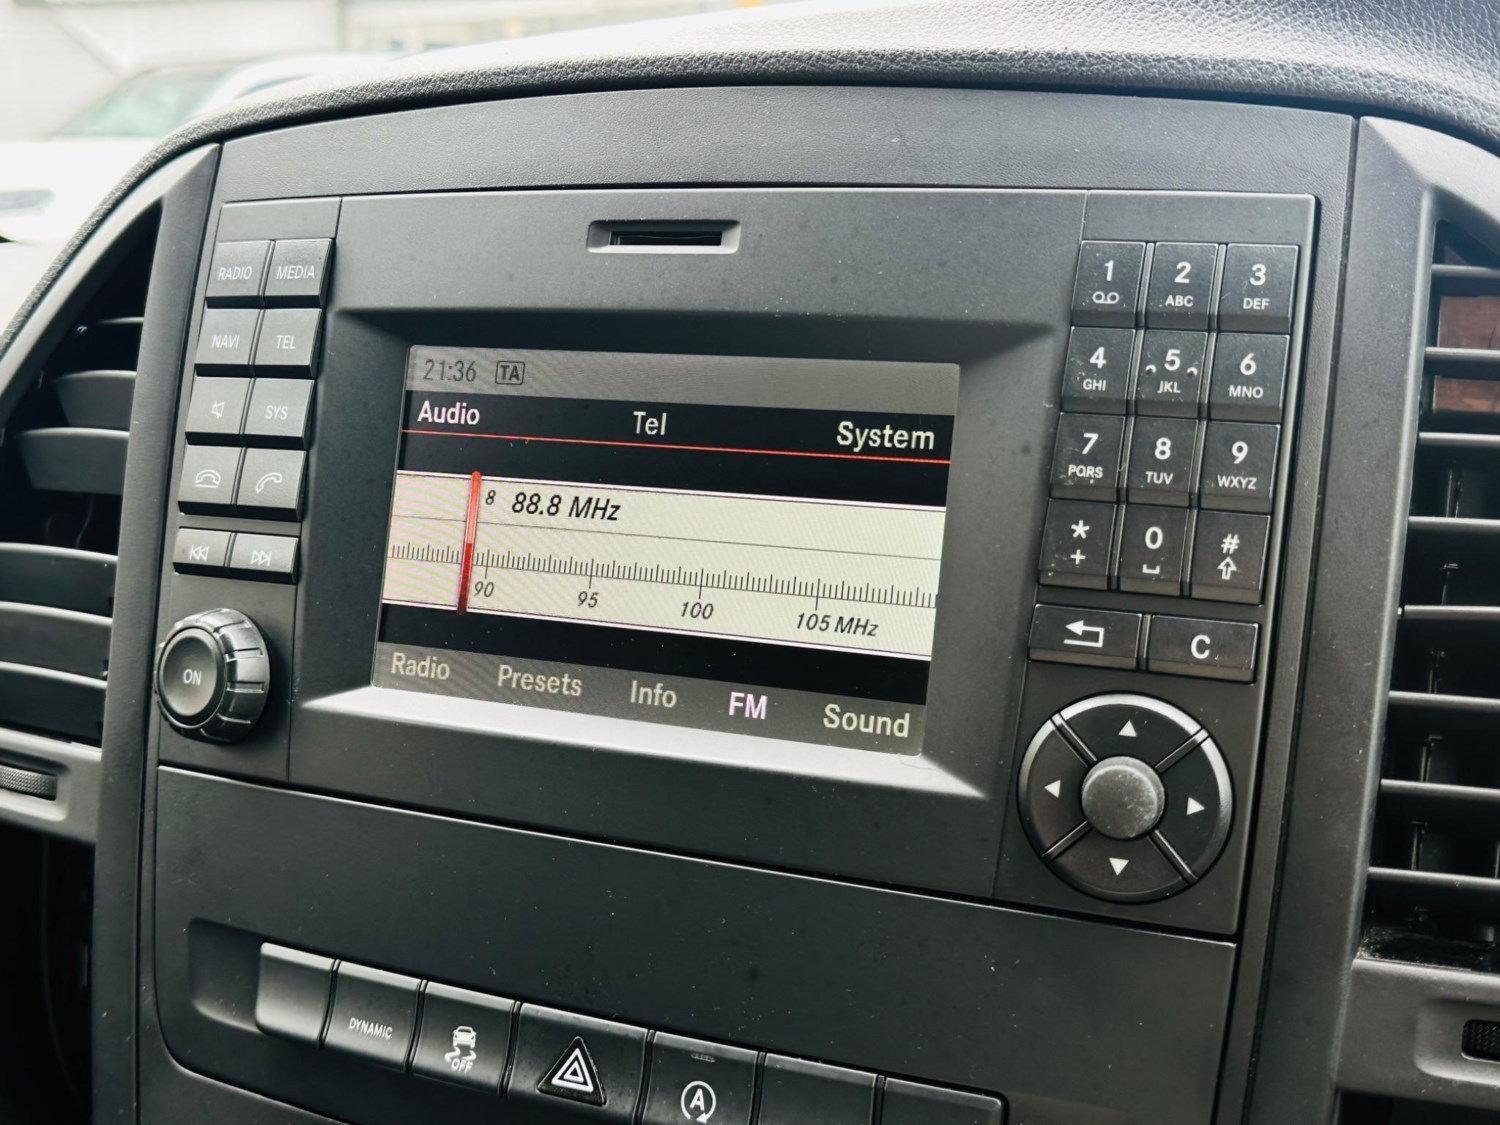 RADIO MEDIA
NAVI TEL
SYS
ON
21:36 TA
Audio Tel System
8 88.8 MHz
90 95 100 105 MHz
Radio Presets Info FM Sound
1 2 3
ABC DEF
4 5 6
GHI JKL MNO
7 8 9
PQRS TUV WXYZ
* 0 #
+
C
DYNAMIC
OFF
A